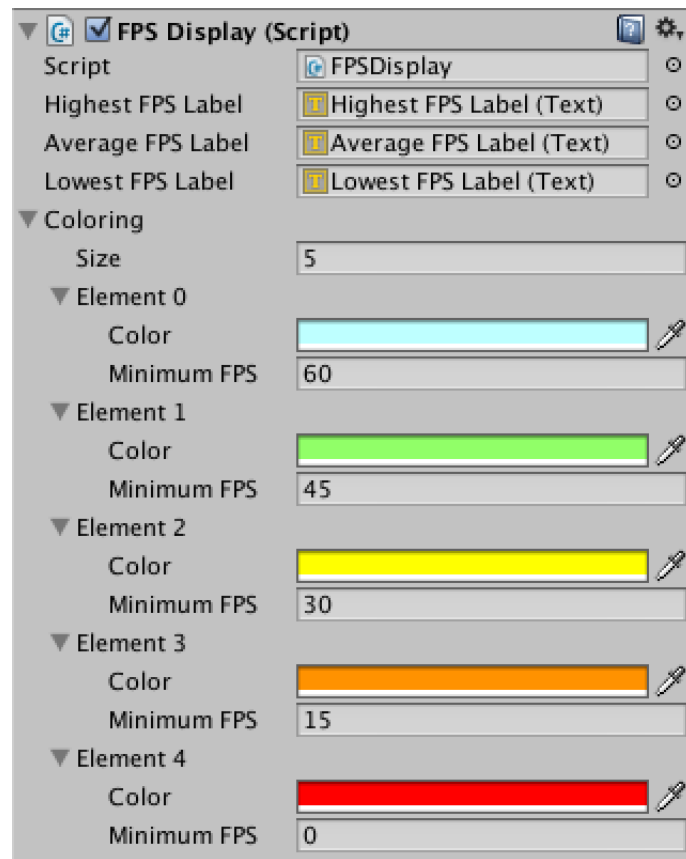 FPS Display (Script)
Script FPSDisplay
Highest FPS Label Highest FPS Label (Text)
Average FPS Label Average FPS Label (Text)
Lowest FPS Label Lowest FPS Label (Text)
Coloring
Size 5
Element 0
Color
Minimum FPS 60
Element 1
Color
Minimum FPS 45
Element 2
Color
Minimum FPS 30
Element 3
Color
Minimum FPS 15
Element 4
Color
Minimum FPS 0